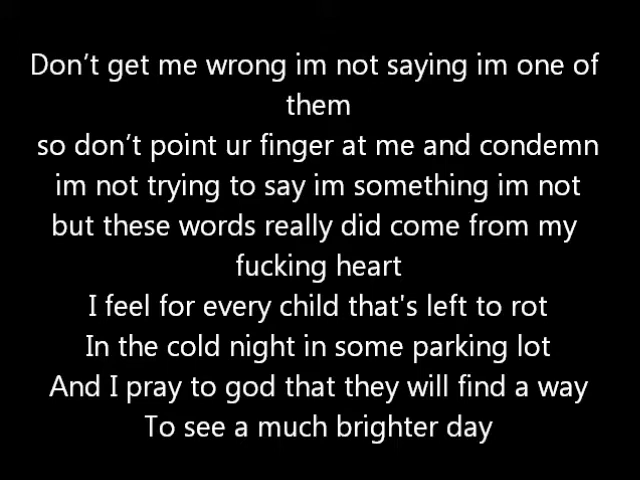 Don’t get me wrong im not saying im one of
them
so don’t point ur finger at me and condemn
im not trying to say im something im not
but these words really did come from my
fucking heart
I feel for every child that's left to rot
In the cold night in some parking lot
And I pray to god that they will find a way
To see a much brighter day